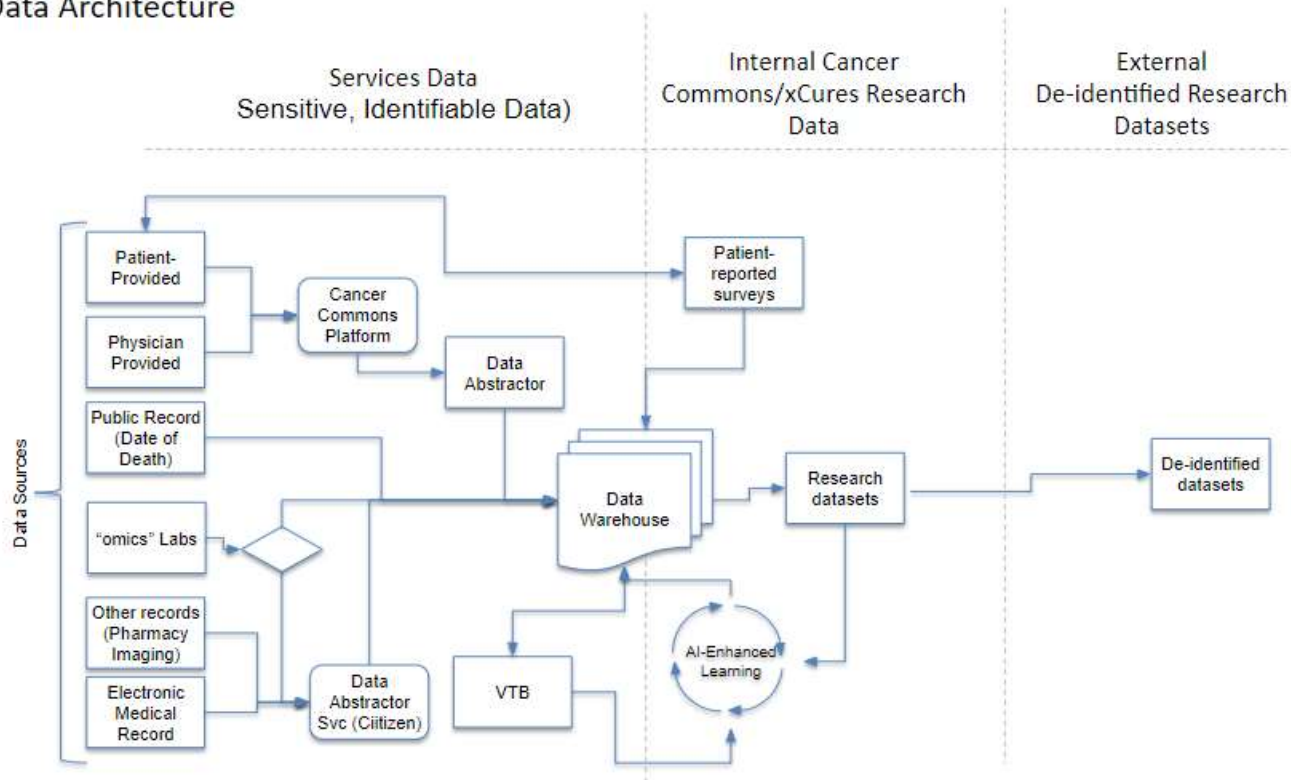 Data Architecture
Services Data
Sensitive, Identifiable Data)
Internal Cancer
Commons/xCures Research
Data
External
De-identified Research
Datasets
Data Sources
Patient-
Provided
Physician
Provided
Public Record
(Date of
Death)
“omics” Labs
Other records
(Pharmacy
Imaging)
Electronic
Medical
Record
Cancer
Commons
Platform
Data
Abstractor
Data
Abstractor
Svc (Ciitizen)
Patient-
reported
surveys
Data
Warehouse
VTB
AI-Enhanced
Learning
Research
datasets
De-identified
datasets